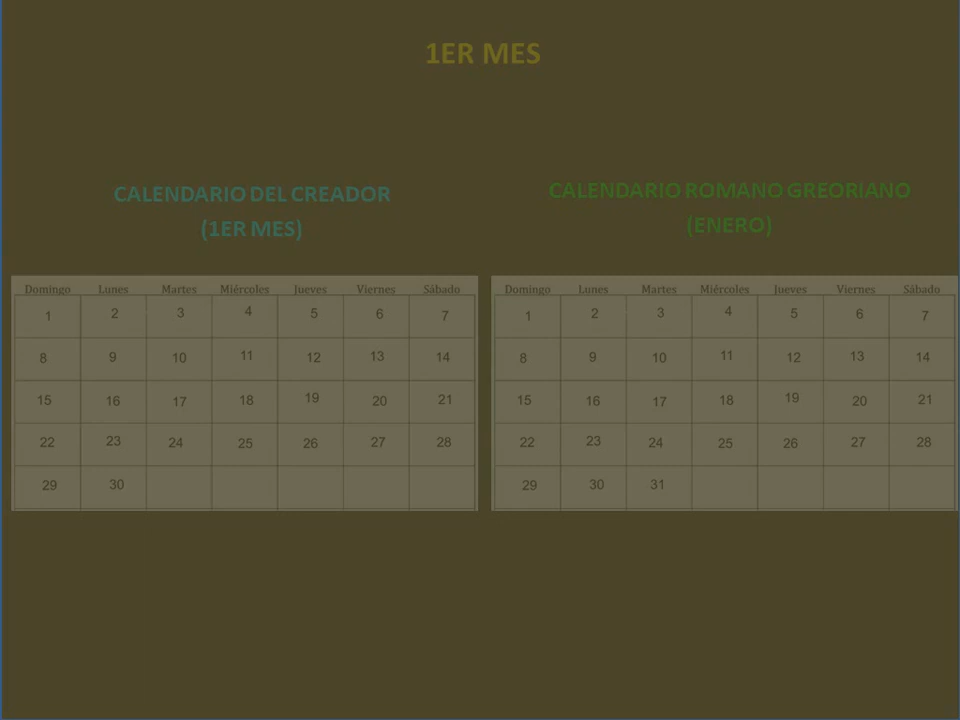 1ER MES
CALENDARIO DEL CREADOR
(1ER MES)
Domingo Lunes Martes Miércoles Jueves Viernes Sábado
1 2 3 4 5 6 7
8 9 10 11 12 13 14
15 16 17 18 19 20 21
22 23 24 25 26 27 28
29 30
CALENDARIO ROMANO GREORIANO
(ENERO)
Domingo Lunes Martes Miércoles Jueves Viernes Sábado
1 2 3 4 5 6 7
8 9 10 11 12 13 14
15 16 17 18 19 20 21
22 23 24 25 26 27 28
29 30 31